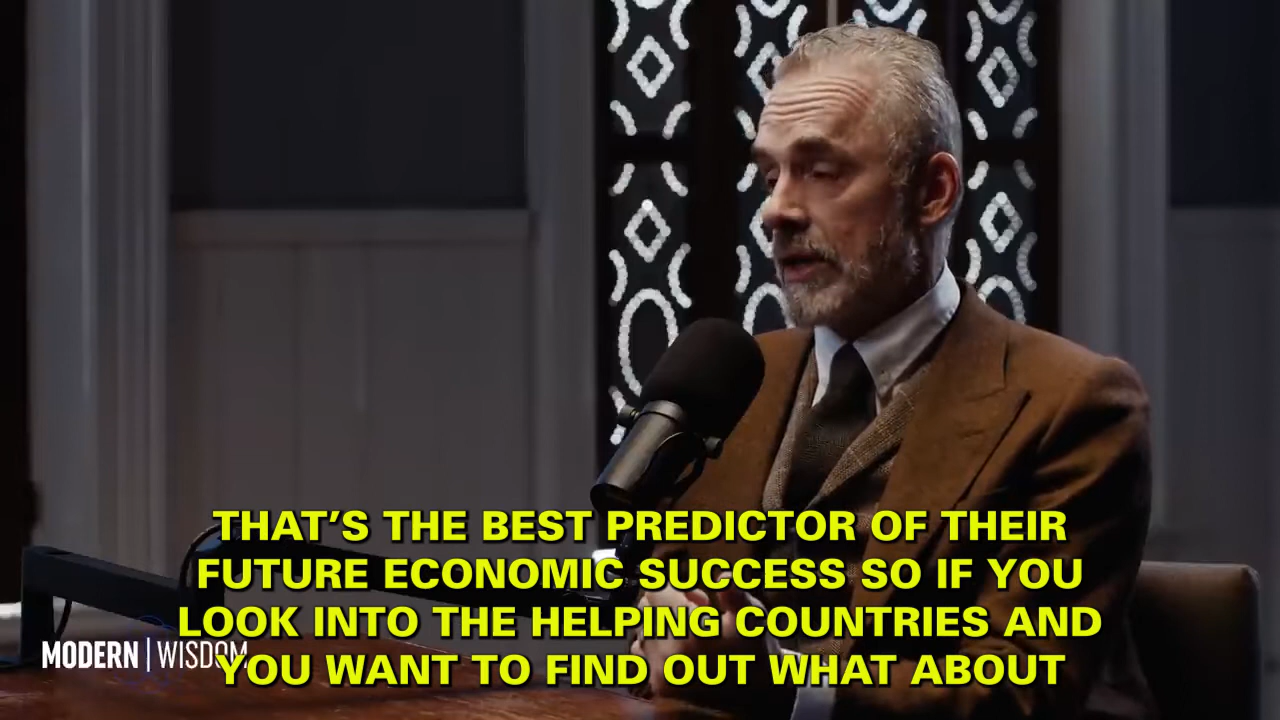 THAT'S THE BEST PREDICTOR OF THEIR
FUTURE ECONOMIC SUCCESS SO IF YOU
LOOK INTO THE HELPING COUNTRIES AND
YOU WANT TO FIND OUT WHAT ABOUT
MODERN | WISDOM